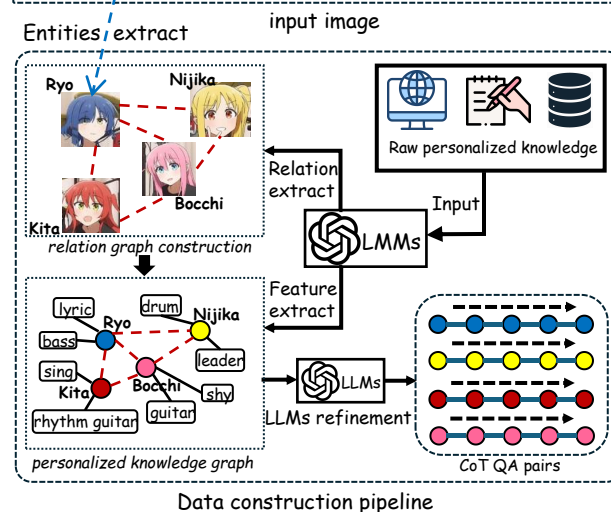 input image
Entities extract
Ryo
Nijika
Bocchi
Kita
relation graph construction
Raw personalized knowledge
Relation
extract
Input
LMMs
Feature
extract
lyric
drum
Ryo
Nijika
bass
leader
sing
Kita
Bocchi
shy
rhythm guitar
guitar
personalized knowledge graph
LLMs
LLMs refinement
CoT QA pairs
Data construction pipeline